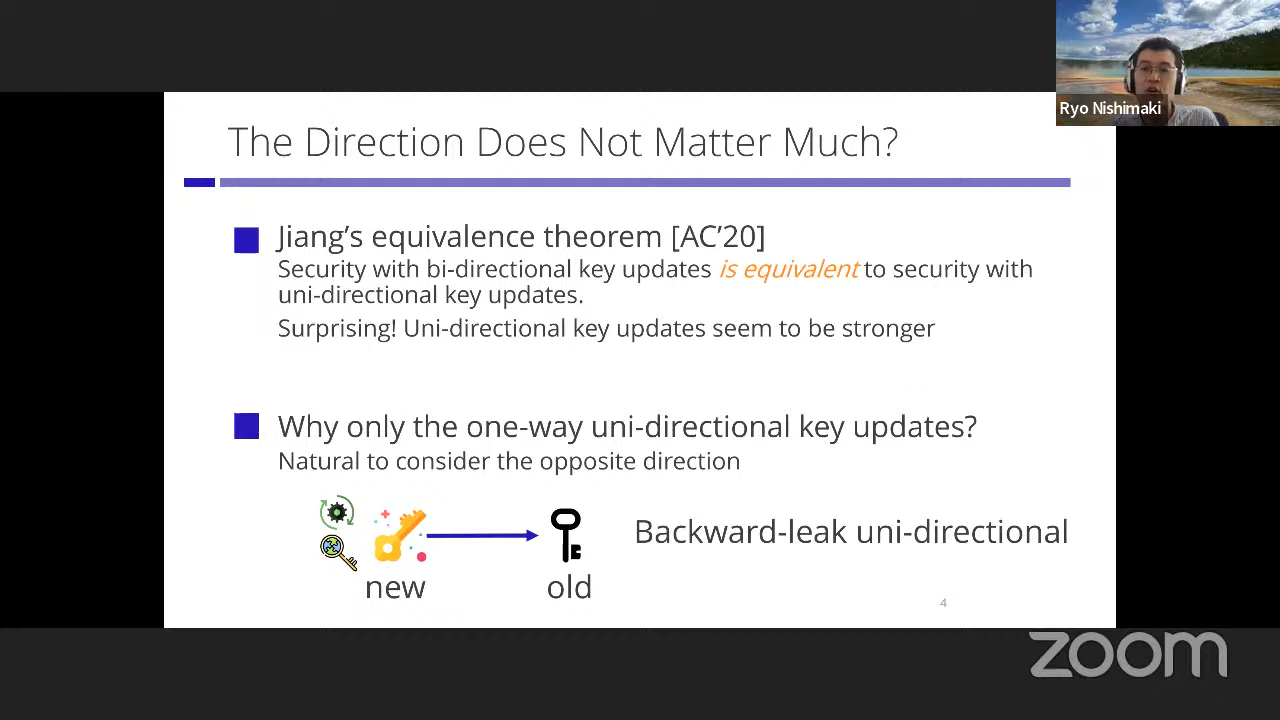 Ryo Nishimaki
The Direction Does Not Matter Much?
Jiang’s equivalence theorem [AC’20]
Security with bi-directional key updates is equivalent to security with
uni-directional key updates.
Surprising! Uni-directional key updates seem to be stronger
Why only the one-way uni-directional key updates?
Natural to consider the opposite direction
Backward-leak uni-directional
new
old
4
zoom